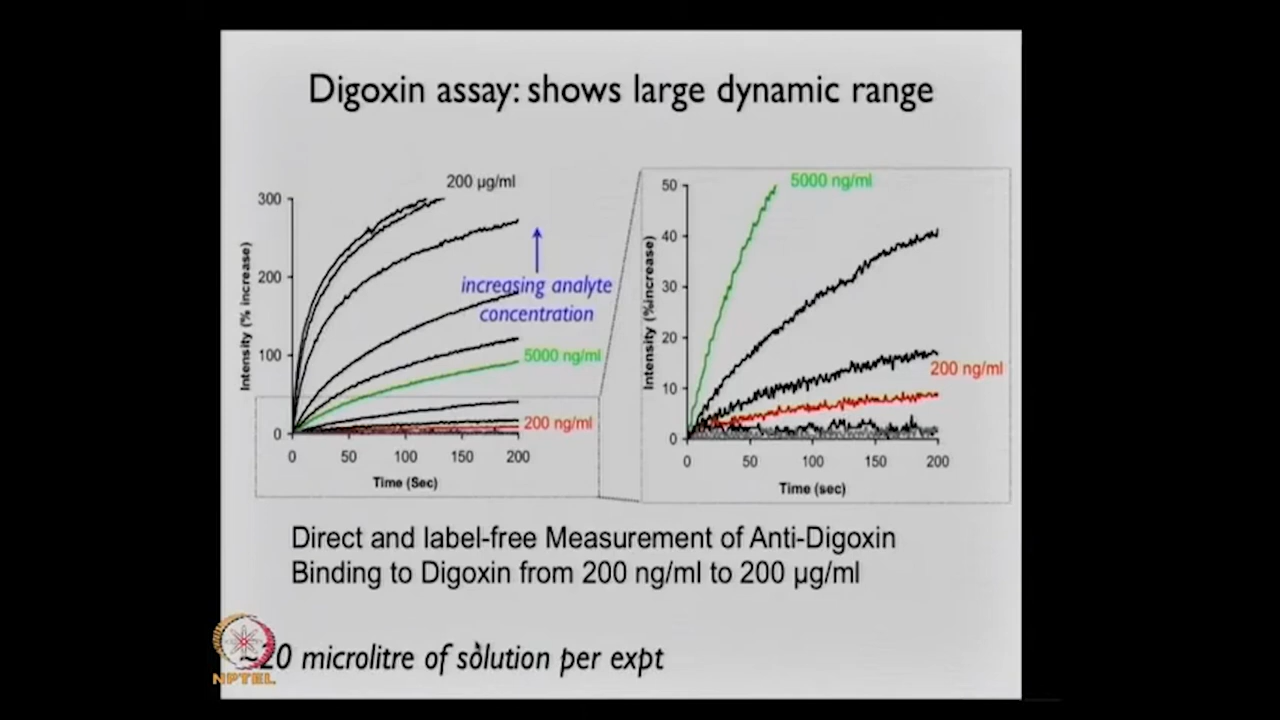 Digoxin assay: shows large dynamic range
200 µg/ml
300
200
100
0
Intensity (% increase)
increasing analyte
concentration
5000 ng/ml
200 ng/ml
0 50 100 150 200
Time (Sec)
5000 ng/ml
50
40
30
20
10
0
Intensity (%increase)
200 ng/ml
0 50 100 150 200
Time (sec)
Direct and label-free Measurement of Anti-Digoxin
Binding to Digoxin from 200 ng/ml to 200 µg/ml
~20 microlitre of solution per expt
NPTEL